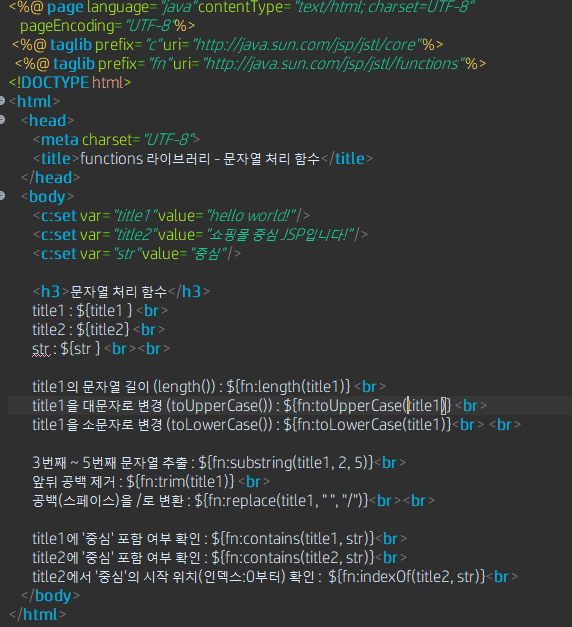 <%@ page language="java" contentType="text/html; charset=UTF-8"
pageEncoding="UTF-8"%>
<%@ taglib prefix="c" uri="http://java.sun.com/jsp/jstl/core"%>
<%@ taglib prefix="fn" uri="http://java.sun.com/jsp/jstl/functions"%>
<!DOCTYPE html>
<html>
<head>
<meta charset="UTF-8">
<title>functions 라이브러리 - 문자열 처리 함수</title>
</head>
<body>
<c:set var="title1" value="hello world!"/>
<c:set var="title2" value="쇼핑몰 중심 JSP입니다!"/>
<c:set var="str" value="중심"/>
<h3>문자열 처리 함수</h3>
title1 : ${title1 } <br>
title2 : ${title2} <br>
str : ${str } <br><br>
title1의 문자열 길이 (length()) : ${fn:length(title1)} <br>
title1을 대문자로 변경 (toUpperCase()) : ${fn:toUpperCase(title1)} <br>
title1을 소문자로 변경 (toLowerCase()) : ${fn:toLowerCase(title1)}<br> <br>
3번째 ~ 5번째 문자열 추출 : ${fn:substring(title1, 2, 5)}<br>
앞뒤 공백 제거 : ${fn:trim(title1)} <br>
공백(스페이스)을 /로 변환 : ${fn:replace(title1, " ", "/")}<br><br>
title1에 '중심' 포함 여부 확인 : ${fn:contains(title1, str)}<br>
title2에 '중심' 포함 여부 확인 : ${fn:contains(title2, str)}<br>
title2에서 '중심'의 시작 위치(인덱스:0부터) 확인 : ${fn:indexOf(title2, str)}<br>
</body>
</html>